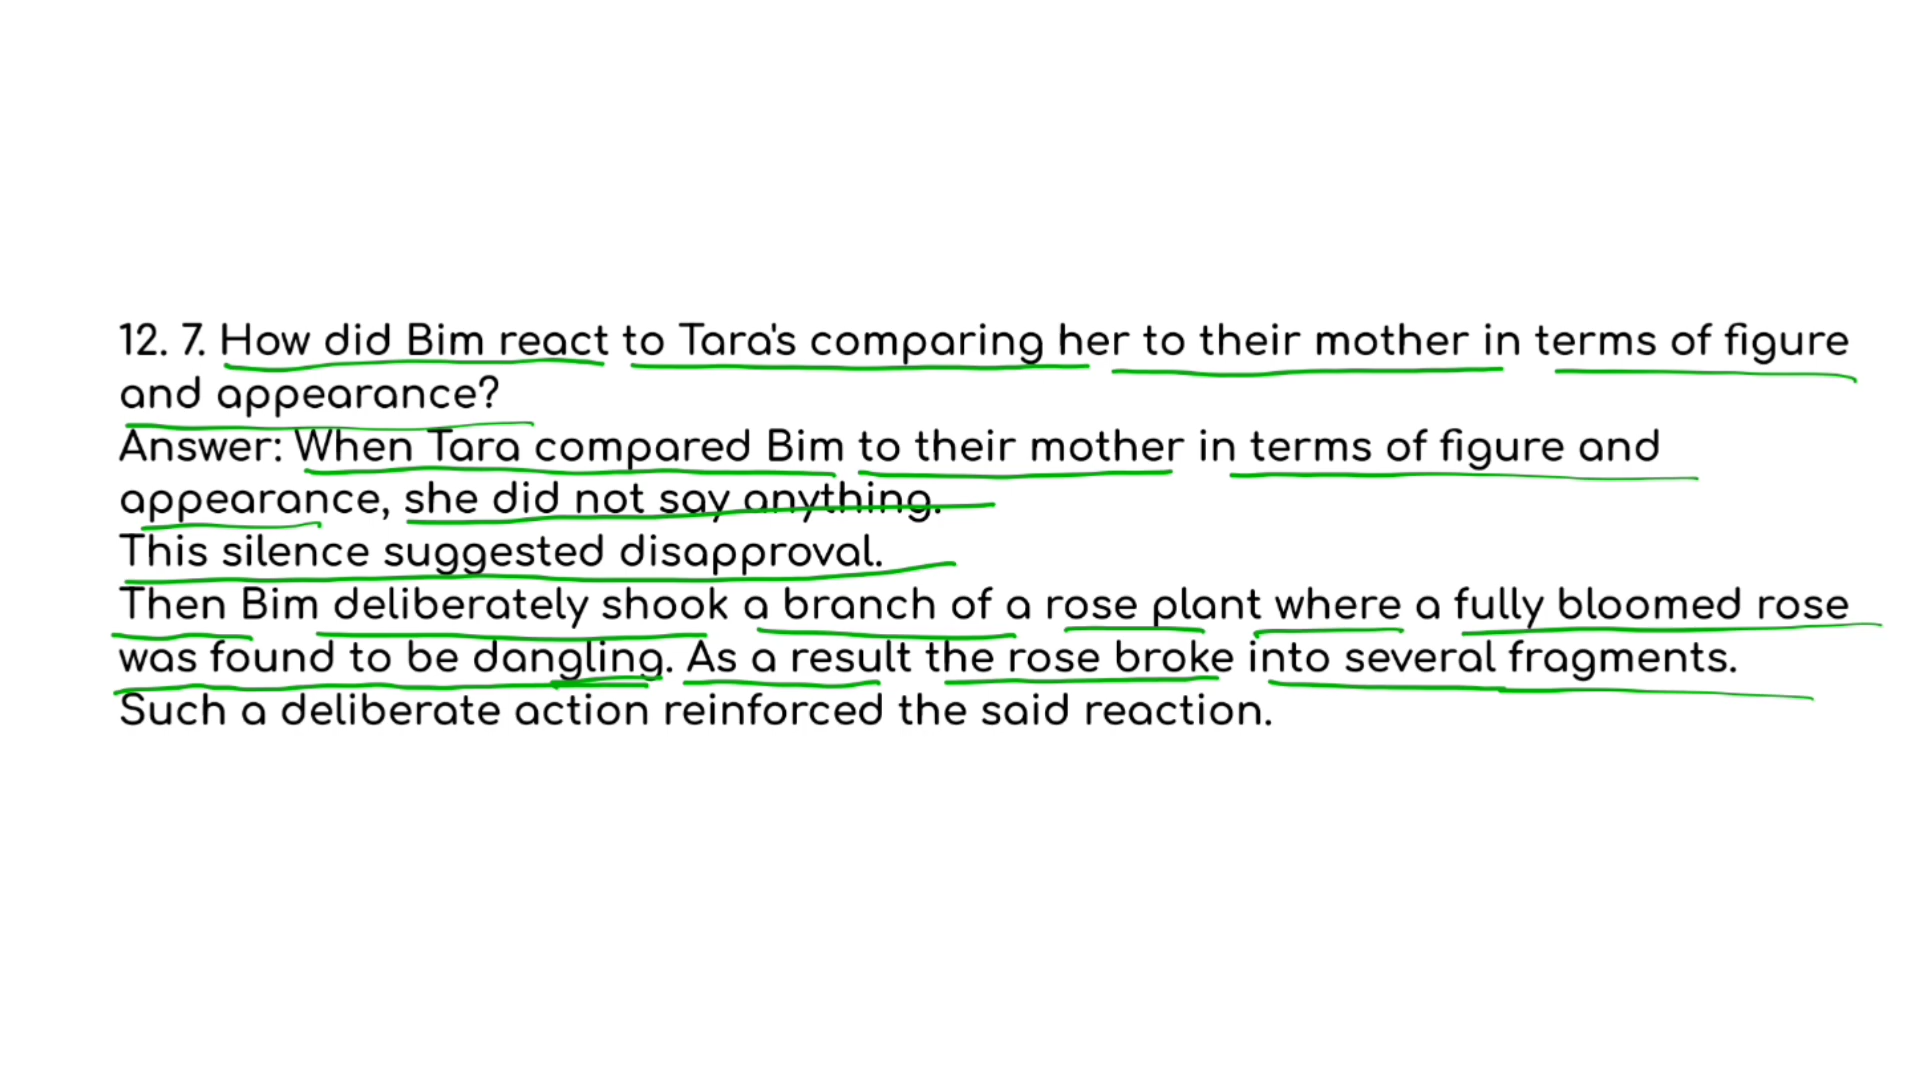 12. 7. How did Bim react to Tara's comparing her to their mother in terms of figure
and appearance?
Answer: When Tara compared Bim to their mother in terms of figure and
appearance, she did not say anything.
This silence suggested disapproval.
Then Bim deliberately shook a branch of a rose plant where a fully bloomed rose
was found to be dangling. As a result the rose broke into several fragments.
Such a deliberate action reinforced the said reaction.